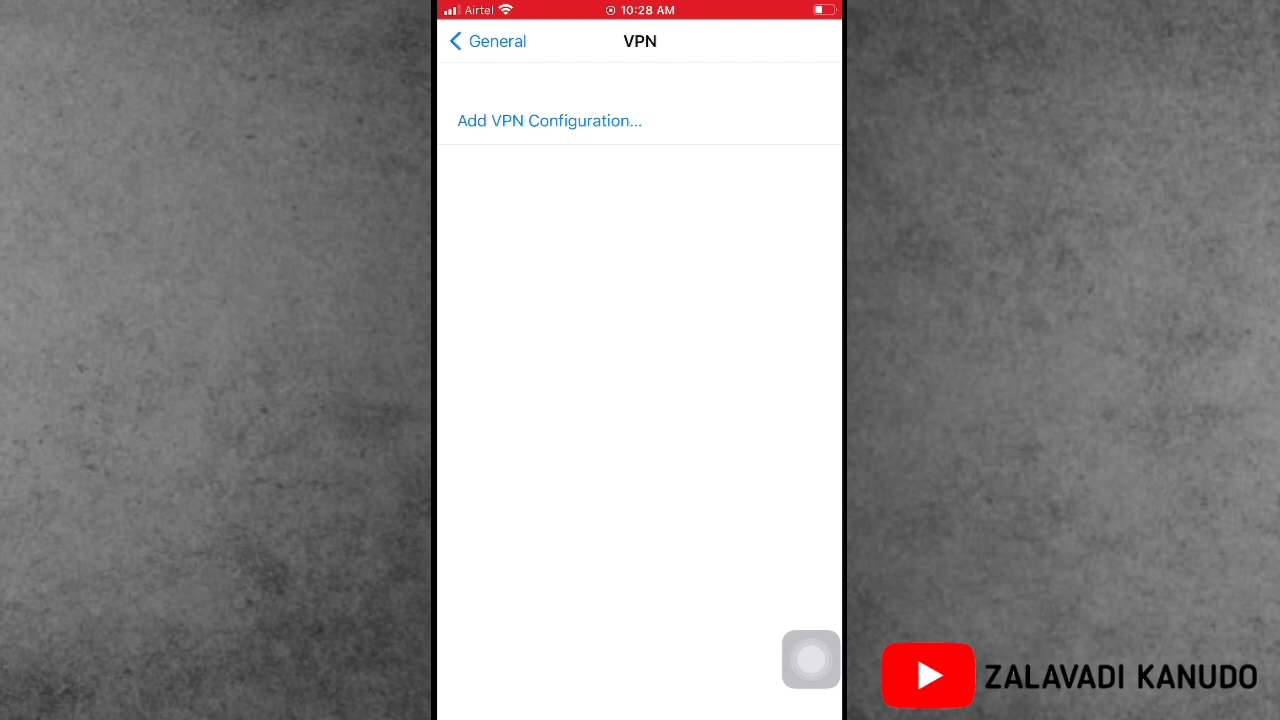 Airtel
10:28 AM
General
VPN
Add VPN Configuration...
ZALAVADI KANUDO